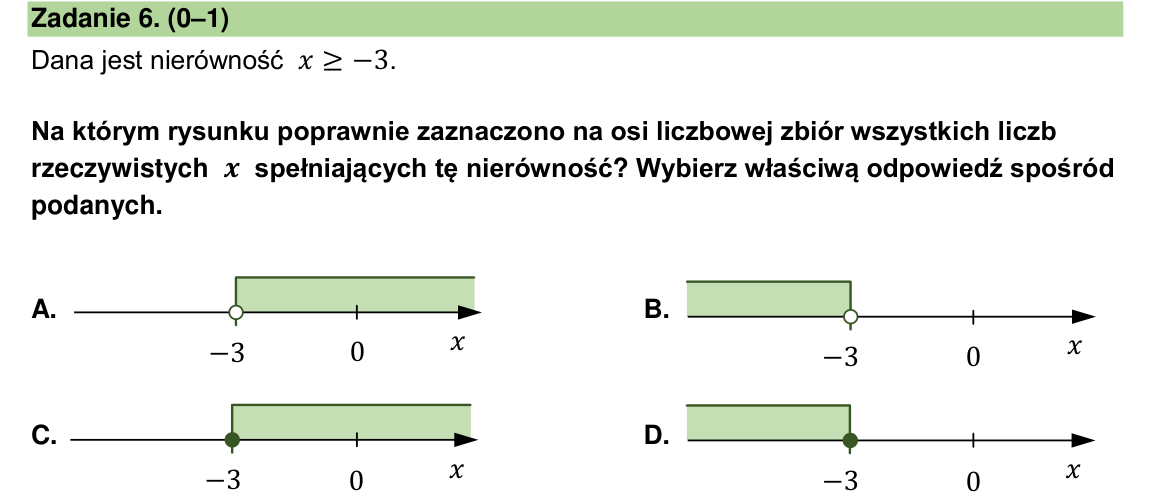 Zadanie 6. (0–1)
Dana jest nierówność x ≥ −3.
Na którym rysunku poprawnie zaznaczono na osi liczbowej zbiór wszystkich liczb
rzeczywistych x spełniających tę nierówność? Wybierz właściwą odpowiedź spośród
podanych.
A.
−3 0 x
B.
−3 0 x
C.
−3 0 x
D.
−3 0 x